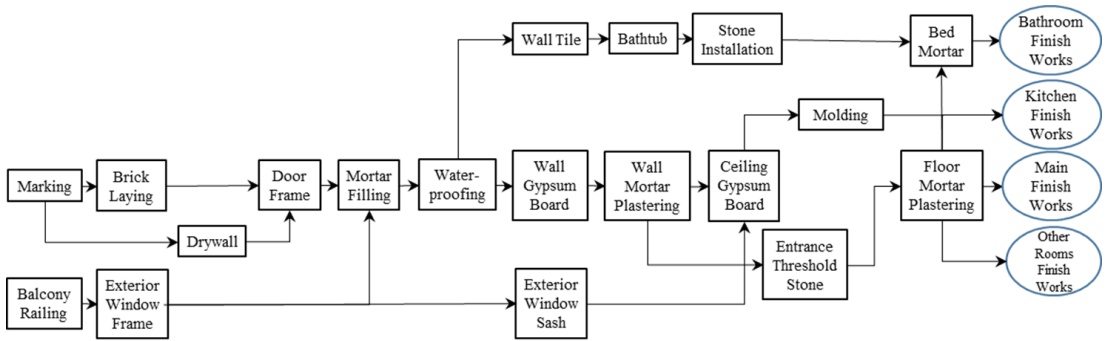 Wall Tile
Bathtub
Stone
Installation
Bed
Mortar
Bathroom
Finish
Works
Molding
Kitchen
Finish
Works
Marking
Brick
Laying
Door
Frame
Mortar
Filling
Water-
proofing
Wall
Gypsum
Board
Wall
Mortar
Plastering
Ceiling
Gypsum
Board
Floor
Mortar
Plastering
Main
Finish
Works
Drywall
Entrance
Threshold
Stone
Other
Rooms
Finish
Works
Balcony
Railing
Exterior
Window
Frame
Exterior
Window
Sash